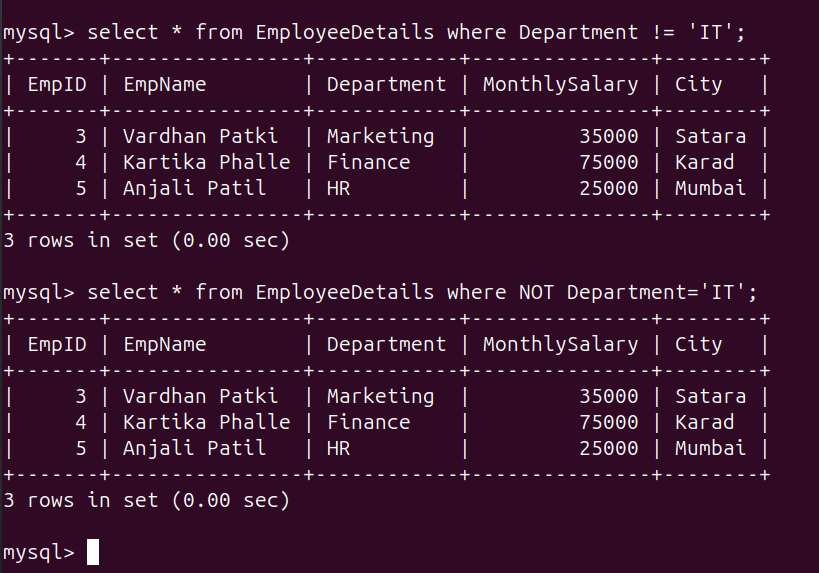 mysql> select * from EmployeeDetails where Department != 'IT';
+-------+----------------+------------+---------------+--------+
| EmpID | EmpName        | Department | MonthlySalary | City   |
+-------+----------------+------------+---------------+--------+
|     3 | Vardhan Patki  | Marketing  |         35000 | Satara |
|     4 | Kartika Phalle | Finance    |         75000 | Karad  |
|     5 | Anjali Patil   | HR         |         25000 | Mumbai |
+-------+----------------+------------+---------------+--------+
3 rows in set (0.00 sec)

mysql> select * from EmployeeDetails where NOT Department='IT';
+-------+----------------+------------+---------------+--------+
| EmpID | EmpName        | Department | MonthlySalary | City   |
+-------+----------------+------------+---------------+--------+
|     3 | Vardhan Patki  | Marketing  |         35000 | Satara |
|     4 | Kartika Phalle | Finance    |         75000 | Karad  |
|     5 | Anjali Patil   | HR         |         25000 | Mumbai |
+-------+----------------+------------+---------------+--------+
3 rows in set (0.00 sec)

mysql>